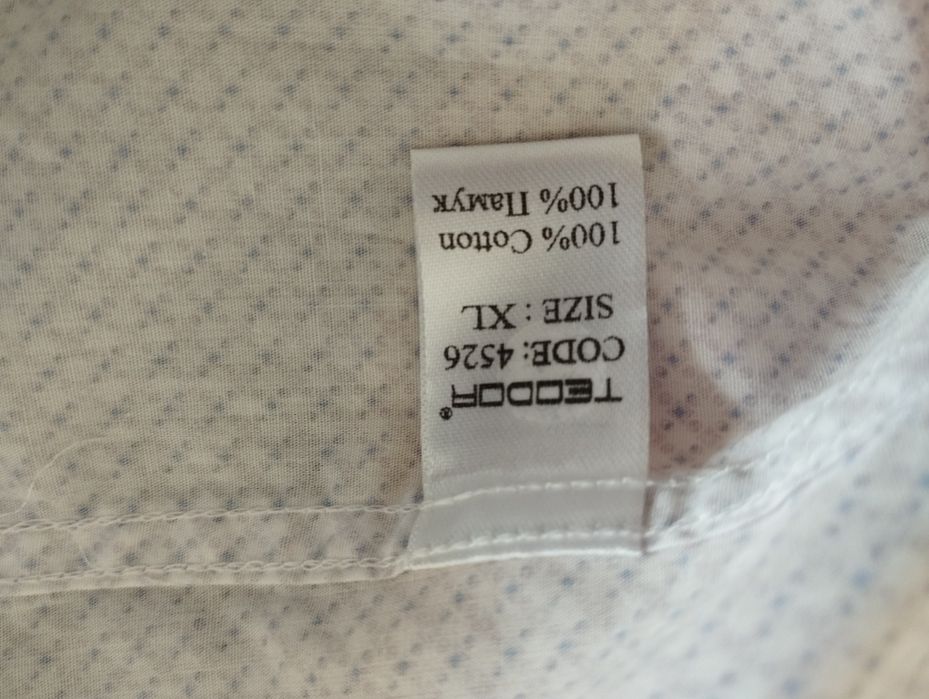 TEODOR®
CODE: 4526
SIZE : XL
100% Cotton
100% Памук